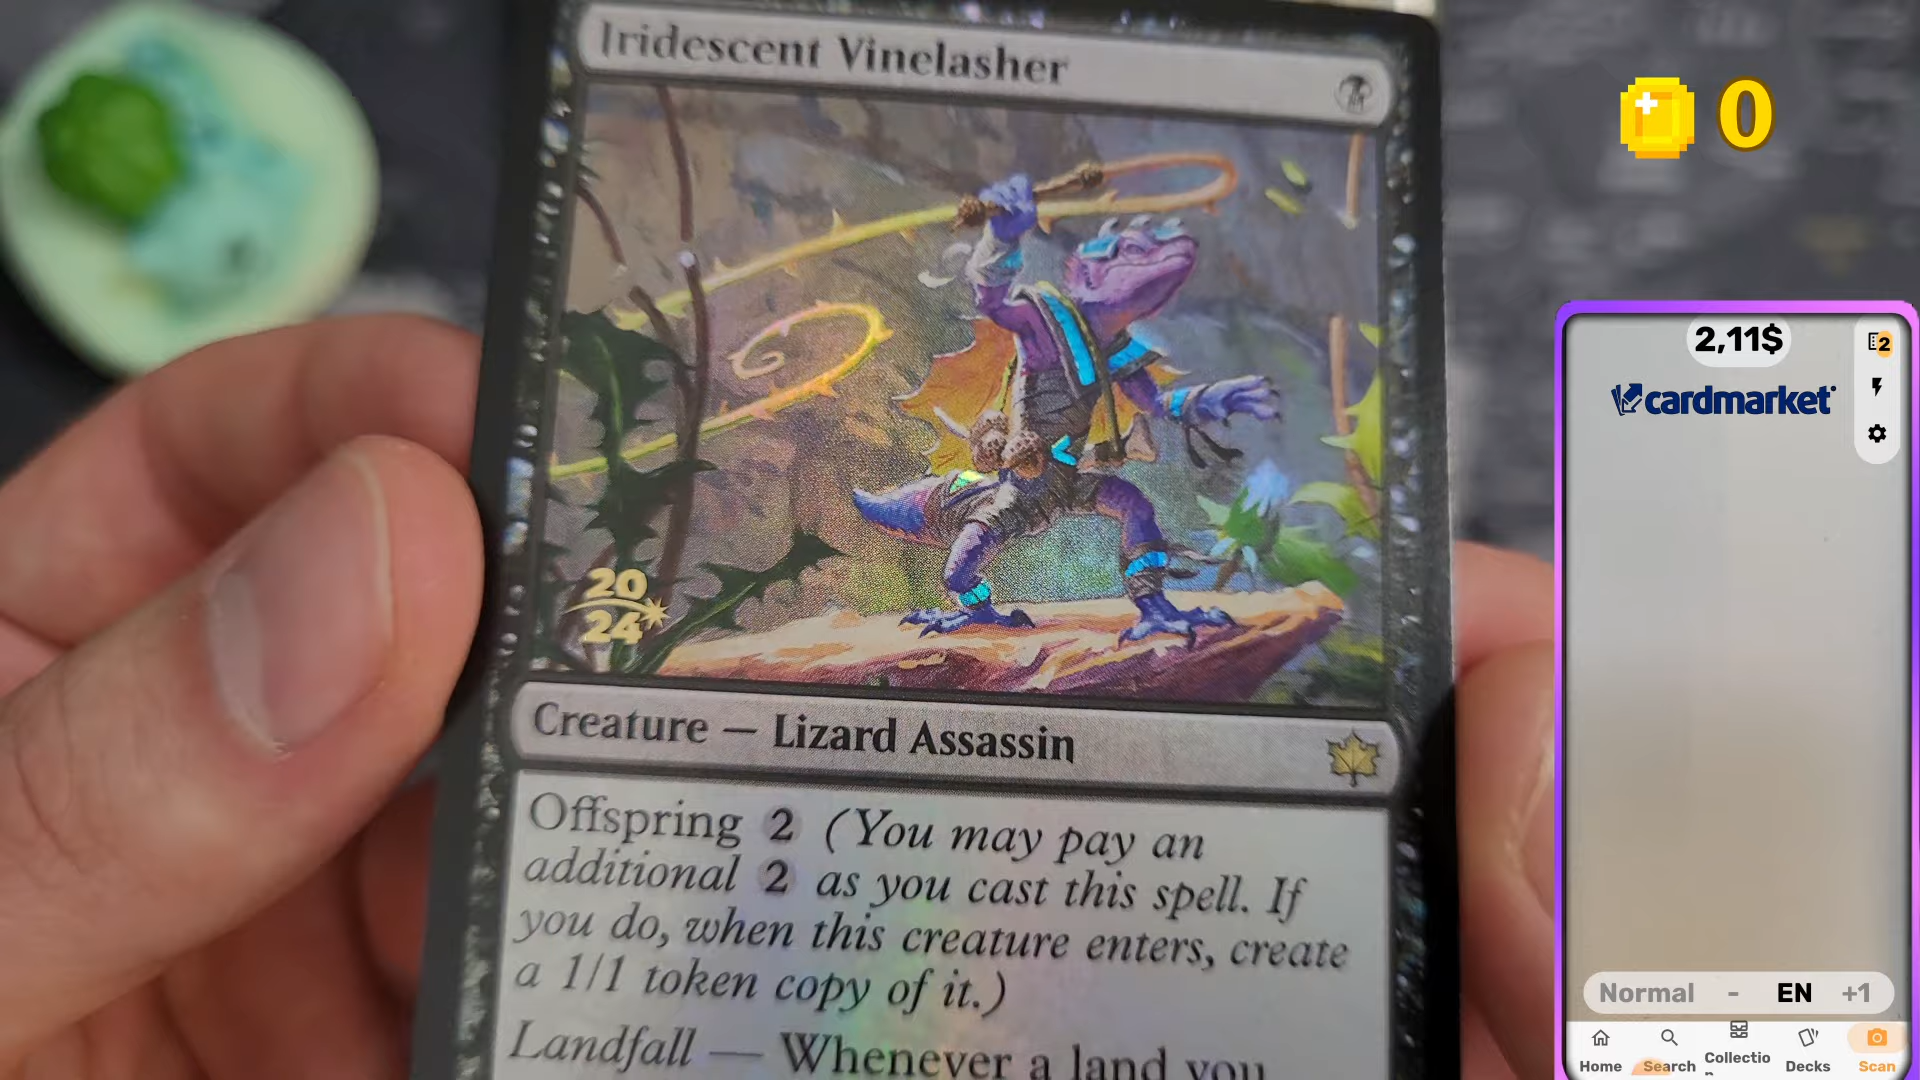 Iridescent Vinelasher
20
24
Creature — Lizard Assassin
Offspring 2 (You may pay an
additional 2 as you cast this spell. If
you do, when this creature enters, create
a 1/1 token copy of it.)
Landfall — Whenever a land you
0
2,11$
2
cardmarket
Normal - EN +1
Home Search Collectio
n Decks Scan